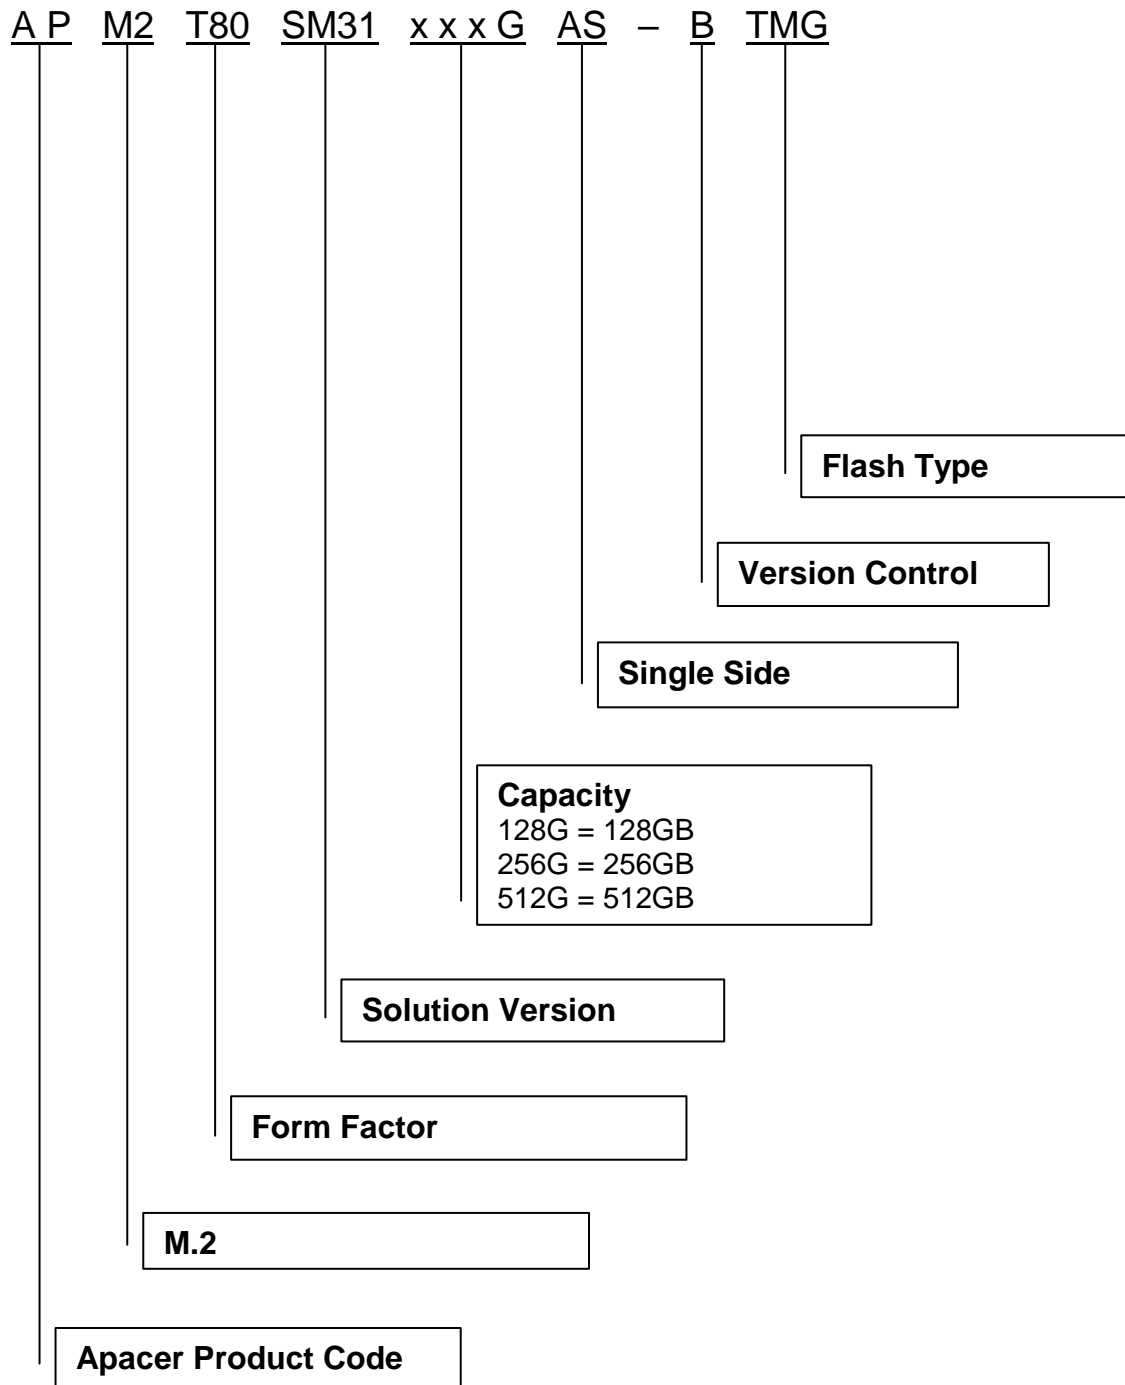 A P M2 T80 SM31 x x x G AS – B TMG
Flash Type
Version Control
Single Side
Capacity
128G = 128GB
256G = 256GB
512G = 512GB
Solution Version
Form Factor
M.2
Apacer Product Code